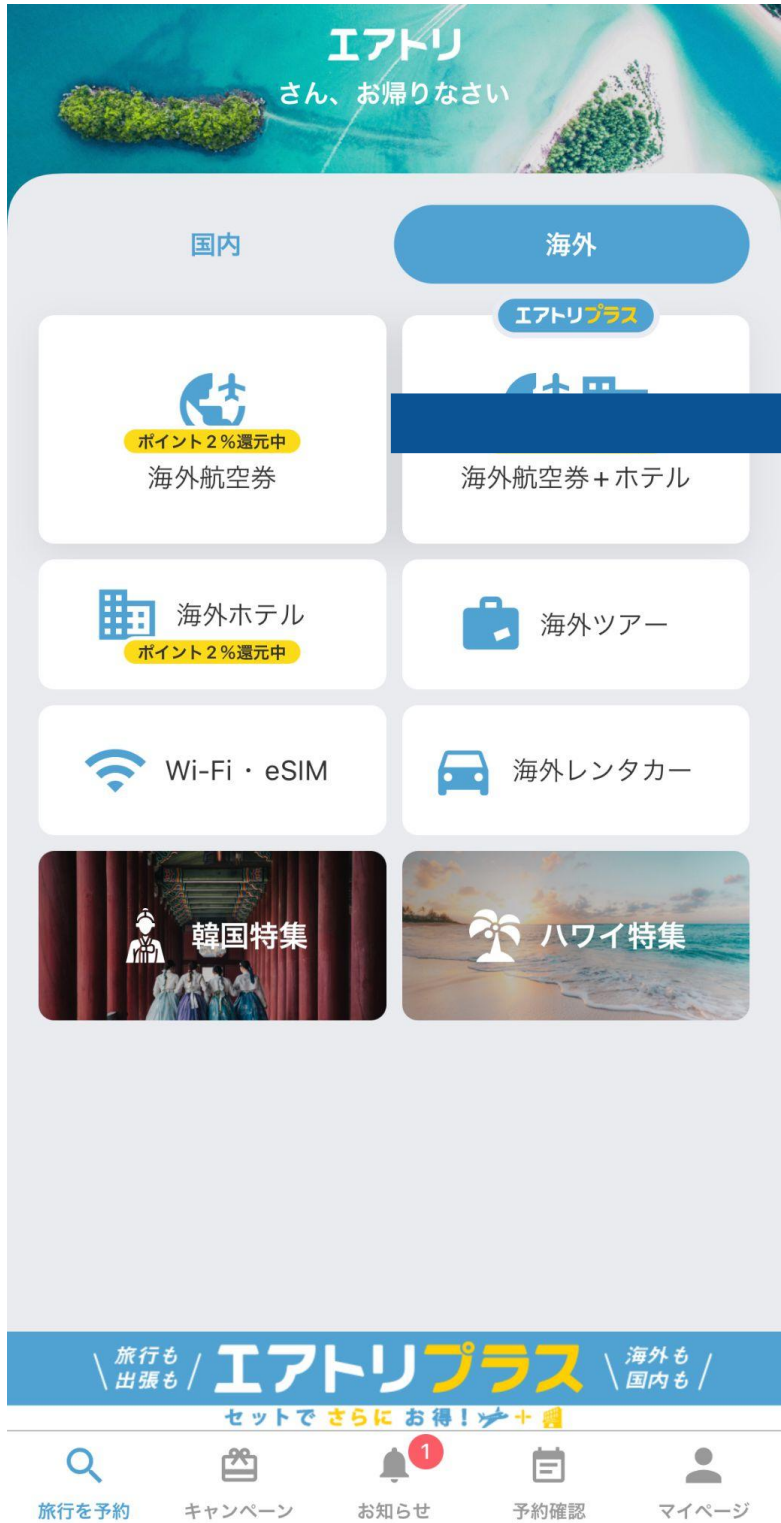 エアトリ
さん、お帰りなさい
国内
海外
エアトリプラス
ポイント2%還元中
海外航空券
海外航空券+ホテル
海外ホテル
ポイント2%還元中
海外ツアー
Wi-Fi・eSIM
海外レンタカー
韓国特集
ハワイ特集
旅行も
出張も
エアトリプラス
海外も
国内も
セットで さらに お得!
1
旅行を予約
キャンペーン
お知らせ
予約確認
マイページ